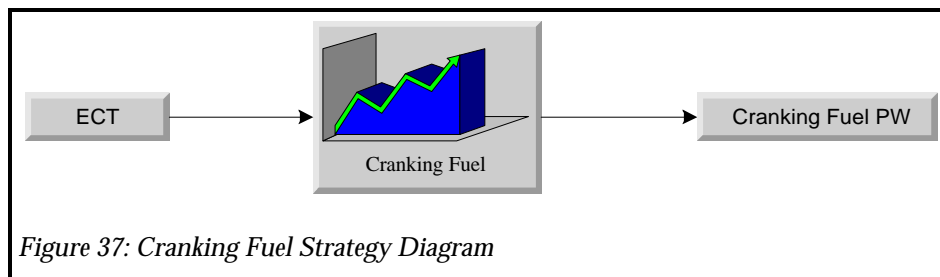 ECT
Cranking Fuel
Cranking Fuel PW
Figure 37: Cranking Fuel Strategy Diagram